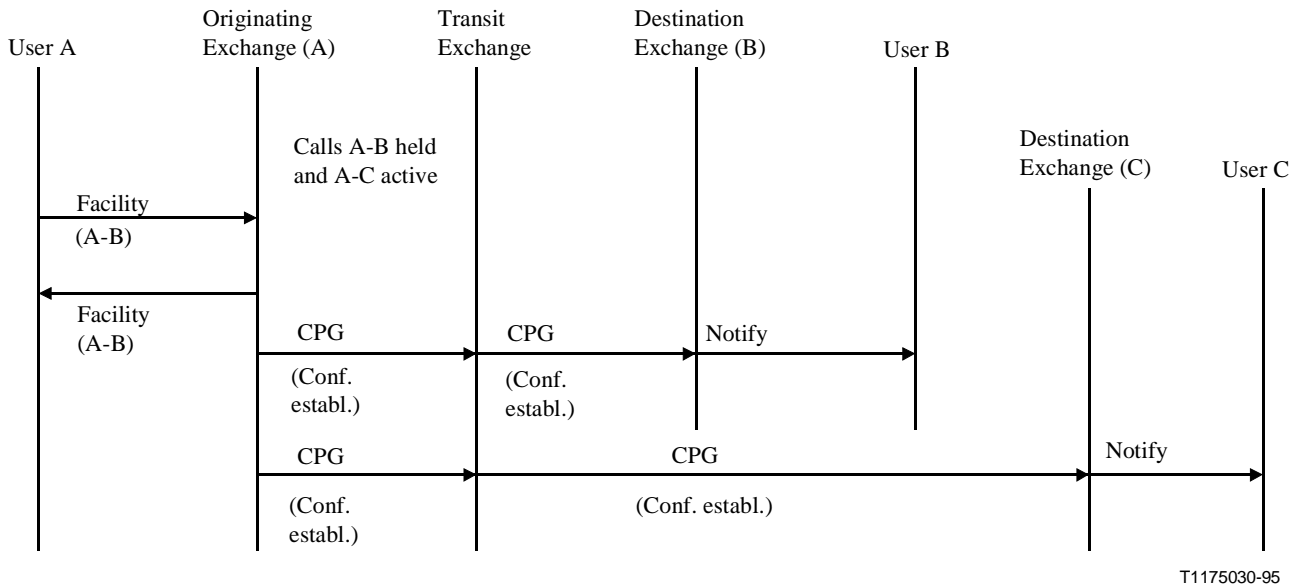 User A
Originating
Exchange (A)
Transit
Exchange
Destination
Exchange (B)
User B
Destination
Exchange (C)
User C
Calls A-B held
and A-C active
Facility
(A-B)
Facility
(A-B)
CPG
(Conf.
establ.)
CPG
(Conf.
establ.)
Notify
CPG
(Conf.
establ.)
CPG
(Conf. establ.)
Notify
T1175030-95